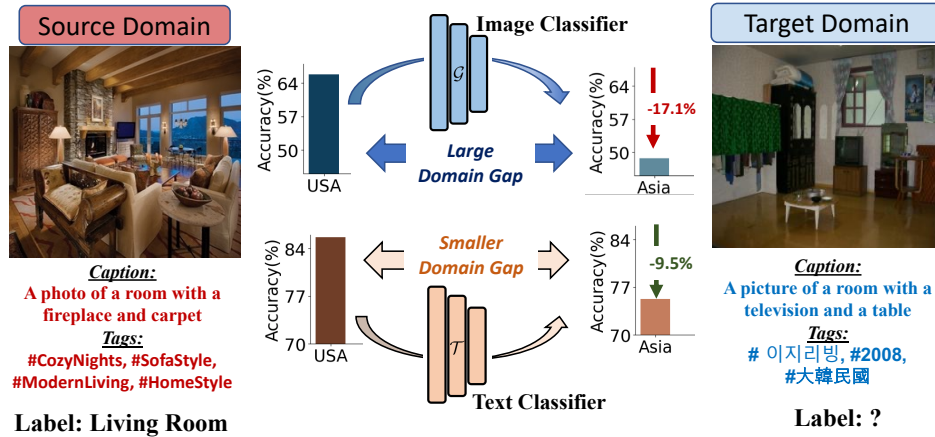 Source Domain
Image Classifier
Target Domain
Accuracy(%)
64
57
50
USA
G
Large
Domain Gap
Accuracy(%)
64
57
50
-17.1%
Asia
Accuracy(%)
84
77
70
USA
Smaller
Domain Gap
T
Accuracy(%)
84
77
70
-9.5%
Asia
Text Classifier
Caption:
A photo of a room with a
fireplace and carpet
Tags:
#CozyNights, #SofaStyle,
#ModernLiving, #HomeStyle
Label: Living Room
Caption:
A picture of a room with a
television and a table
Tags:
# 이지리빙, #2008,
#大韓民國
Label: ?